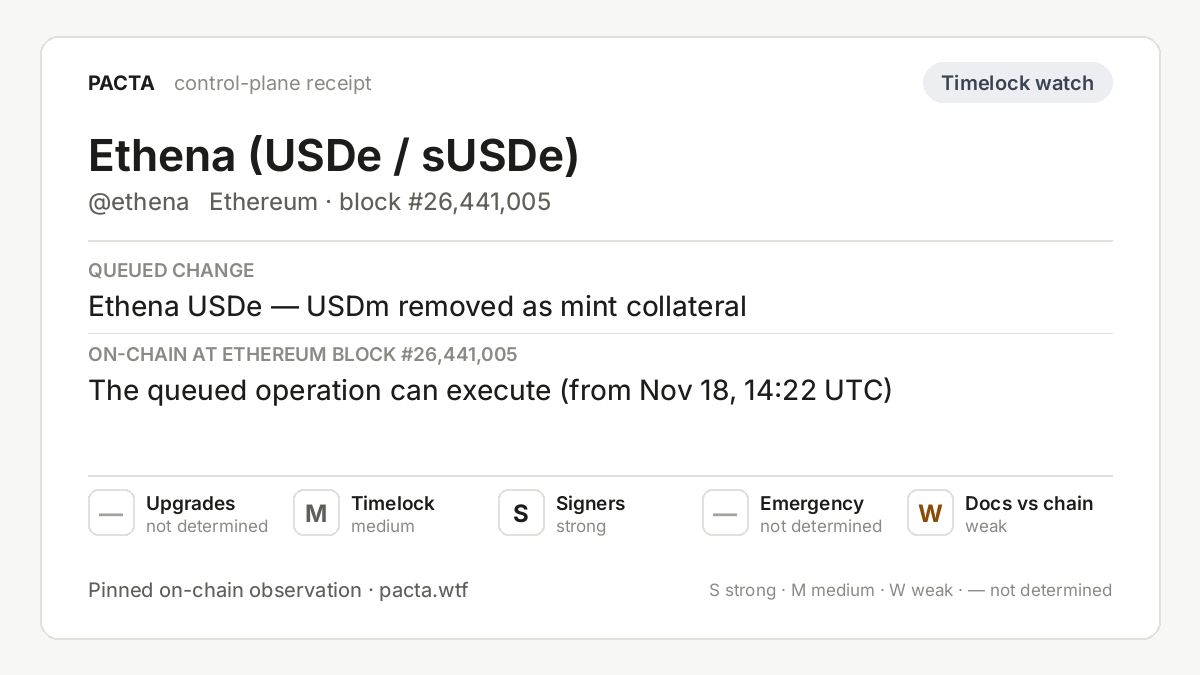 PACTA control-plane receipt Timelock watch
Ethena (USDe / sUSDe)
@ethena Ethereum · block #26,441,005
QUEUED CHANGE
Ethena USDe — USDm removed as mint collateral
ON-CHAIN AT ETHEREUM BLOCK #26,441,005
The queued operation can execute (from Nov 18, 14:22 UTC)
— Upgrades not determined
M Timelock medium
S Signers strong
— Emergency not determined
W Docs vs chain weak
Pinned on-chain observation · pacta.wtf
S strong · M medium · W weak · — not determined